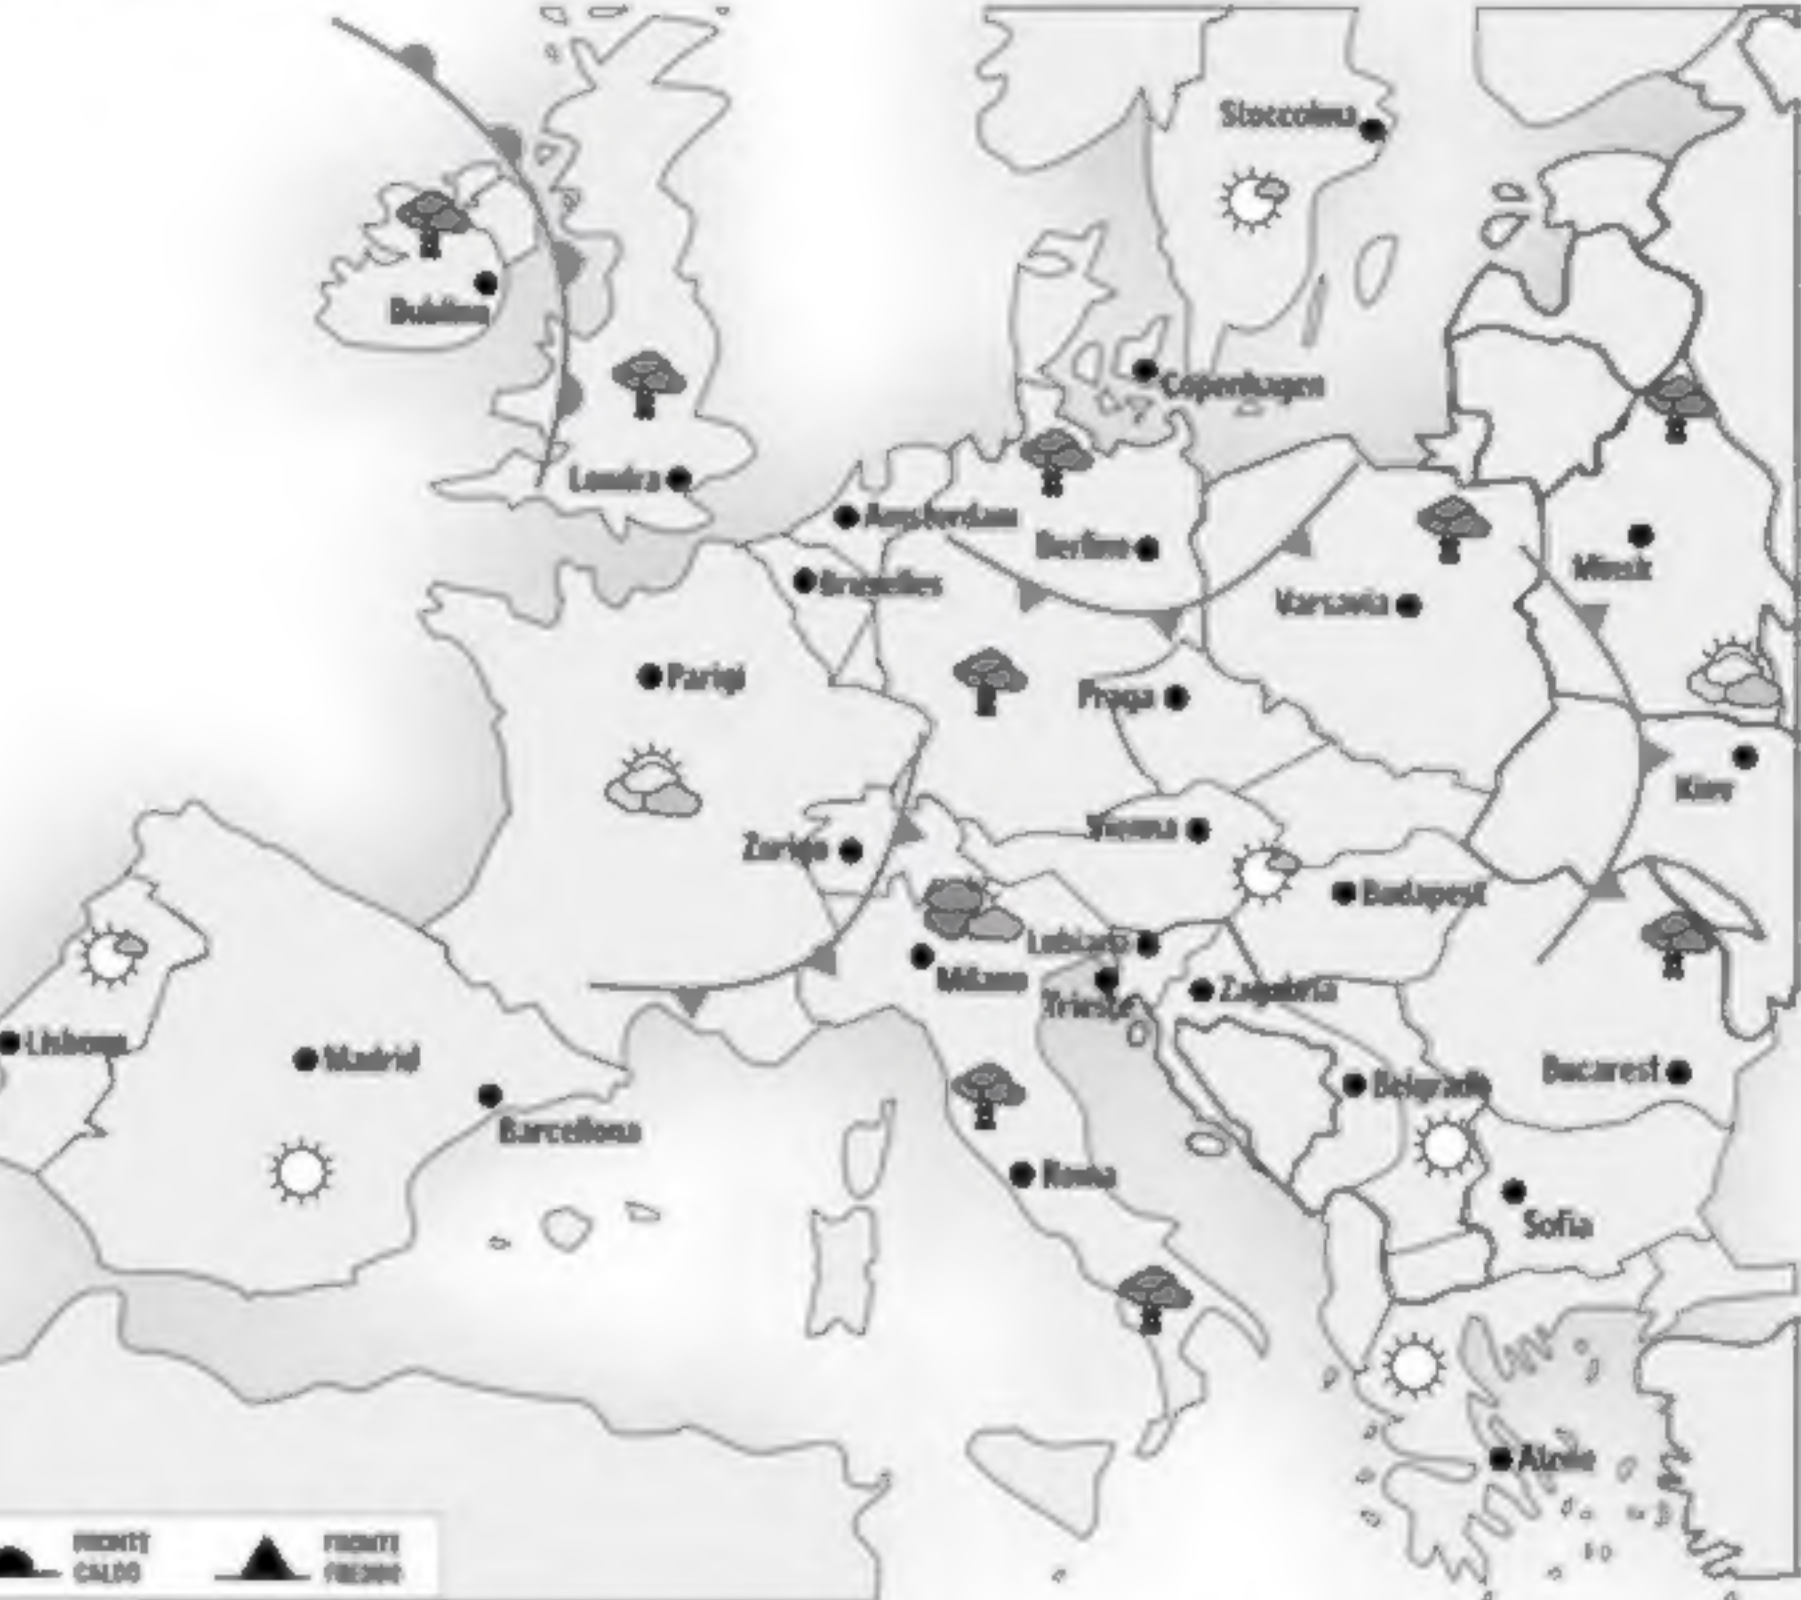 Stoccolma
Dublino
Copenhagen
Londra
Amsterdam
Berlino
Minsk
Bruxelles
Varsavia
Parigi
Praga
Kiev
Vienna
Zurigo
Budapest
Lubiana
Milano
Trieste
Zagabria
Lisbona
Madrid
Bucarest
Belgrado
Barcellona
Roma
Sofia
Atene
FRONTE
CALDO
FRONTE
FREDDO